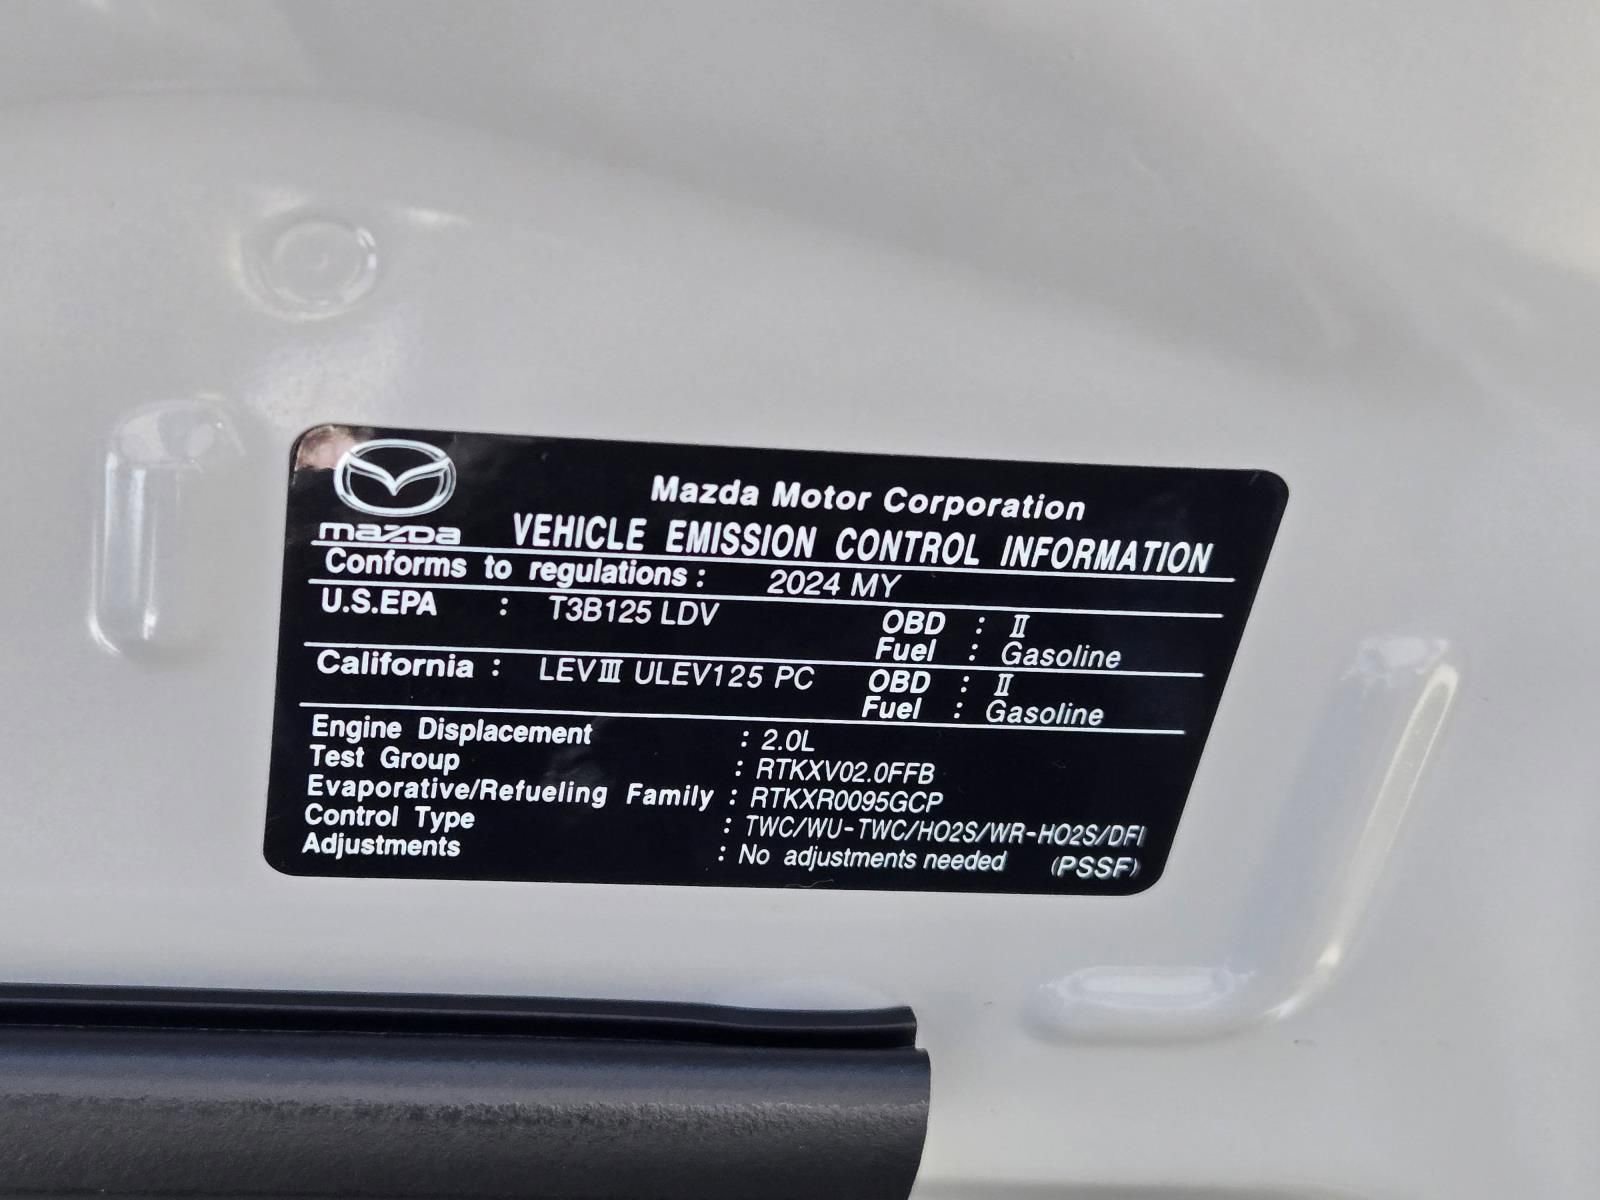 Mazda Motor Corporation
mazda VEHICLE EMISSION CONTROL INFORMATION
Conforms to regulations : 2024 MY
U.S.EPA : T3B125 LDV OBD : II
Fuel : Gasoline
California : LEVIII ULEV125 PC OBD : II
Fuel : Gasoline
Engine Displacement : 2.0L
Test Group : RTKXV02.0FFB
Evaporative/Refueling Family : RTKXR0095GCP
Control Type : TWC/WU-TWC/HO2S/WR-HO2S/DFI
Adjustments : No adjustments needed (PSSF)